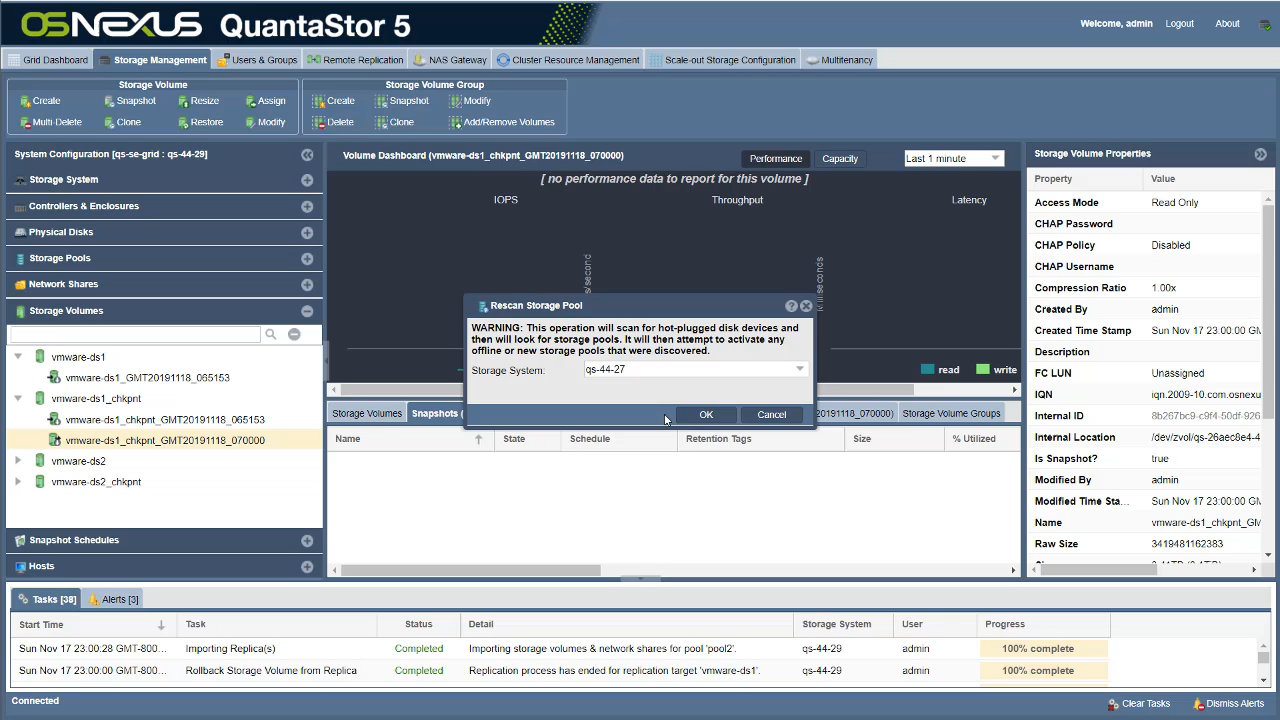 OSNEXUS QuantaStor 5
Welcome, admin Logout About
Grid Dashboard Storage Management Users & Groups Remote Replication NAS Gateway Cluster Resource Management Scale-out Storage Configuration Multitenancy
Storage Volume Storage Volume Group
Create Snapshot Resize Assign Create Snapshot Modify
Multi-Delete Clone Restore Modify Delete Clone Add/Remove Volumes
System Configuration [qs-se-grid : qs-44-29]
Storage System
Controllers & Enclosures
Physical Disks
Storage Pools
Network Shares
Storage Volumes
vmware-ds1
vmware-ds1_GMT20191118_065153
vmware-ds1_chkpnt
vmware-ds1_chkpnt_GMT20191118_065153
vmware-ds1_chkpnt_GMT20191118_070000
vmware-ds2
vmware-ds2_chkpnt
Snapshot Schedules
Hosts
Volume Dashboard (vmware-ds1_chkpnt_GMT20191118_070000) Performance Capacity Last 1 minute
[ no performance data to report for this volume ]
IOPS Throughput Latency
read write
Rescan Storage Pool
WARNING: This operation will scan for hot-plugged disk devices and
then will look for storage pools. It will then attempt to activate any
offline or new storage pools that were discovered.
Storage System: qs-44-27
OK Cancel
Storage Volumes Snapshots ( Storage Volume Groups
Name State Schedule Retention Tags Size % Utilized
Storage Volume Properties
Property Value
Access Mode Read Only
CHAP Password
CHAP Policy Disabled
CHAP Username
Compression Ratio 1.00x
Created By admin
Created Time Stamp Sun Nov 17 23:00:00 GM
Description
FC LUN Unassigned
IQN iqn.2009-10.com.osnexu
Internal ID 8b267bc9-c9f4-50df-926
Internal Location /dev/zvol/qs-26aec8e4-4
Is Snapshot? true
Modified By admin
Modified Time Sta... Sun Nov 17 23:00:00 GM
Name vmware-ds1_chkpnt_GM
Raw Size 3419481162383
Tasks [38] Alerts [3]
Start Time Task Status Detail Storage System User Progress
Sun Nov 17 23:00:28 GMT-800... Importing Replica(s) Completed Importing storage volumes & network shares for pool 'pool2'. qs-44-29 admin 100% complete
Sun Nov 17 23:00:00 GMT-800... Rollback Storage Volume from Replica Completed Replication process has ended for replication target 'vmware-ds1'. qs-44-29 admin 100% complete
Connected Clear Tasks Dismiss Alerts